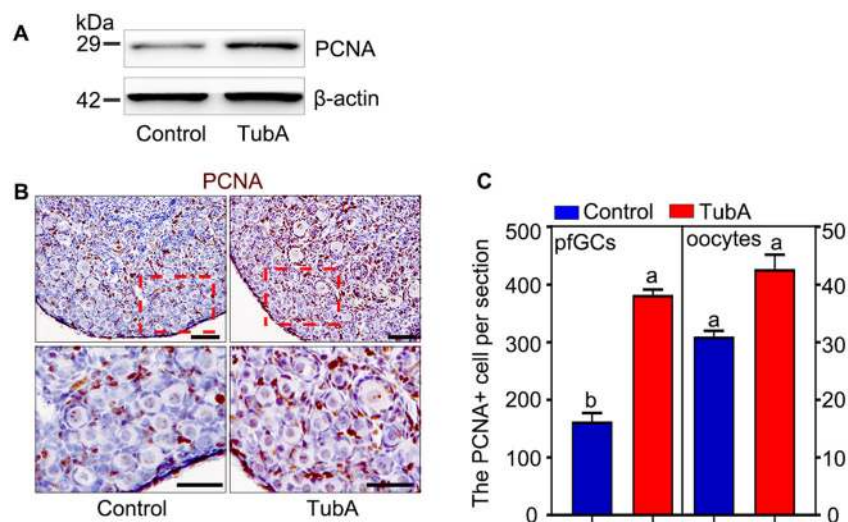 A
kDa
29
PCNA
42
β-actin
Control TubA
B
PCNA
Control TubA
C
Control TubA
The PCNA+ cell per section
500
400
300
200
100
0
pfGCs
oocytes
b
a
a
a
50
40
30
20
10
0